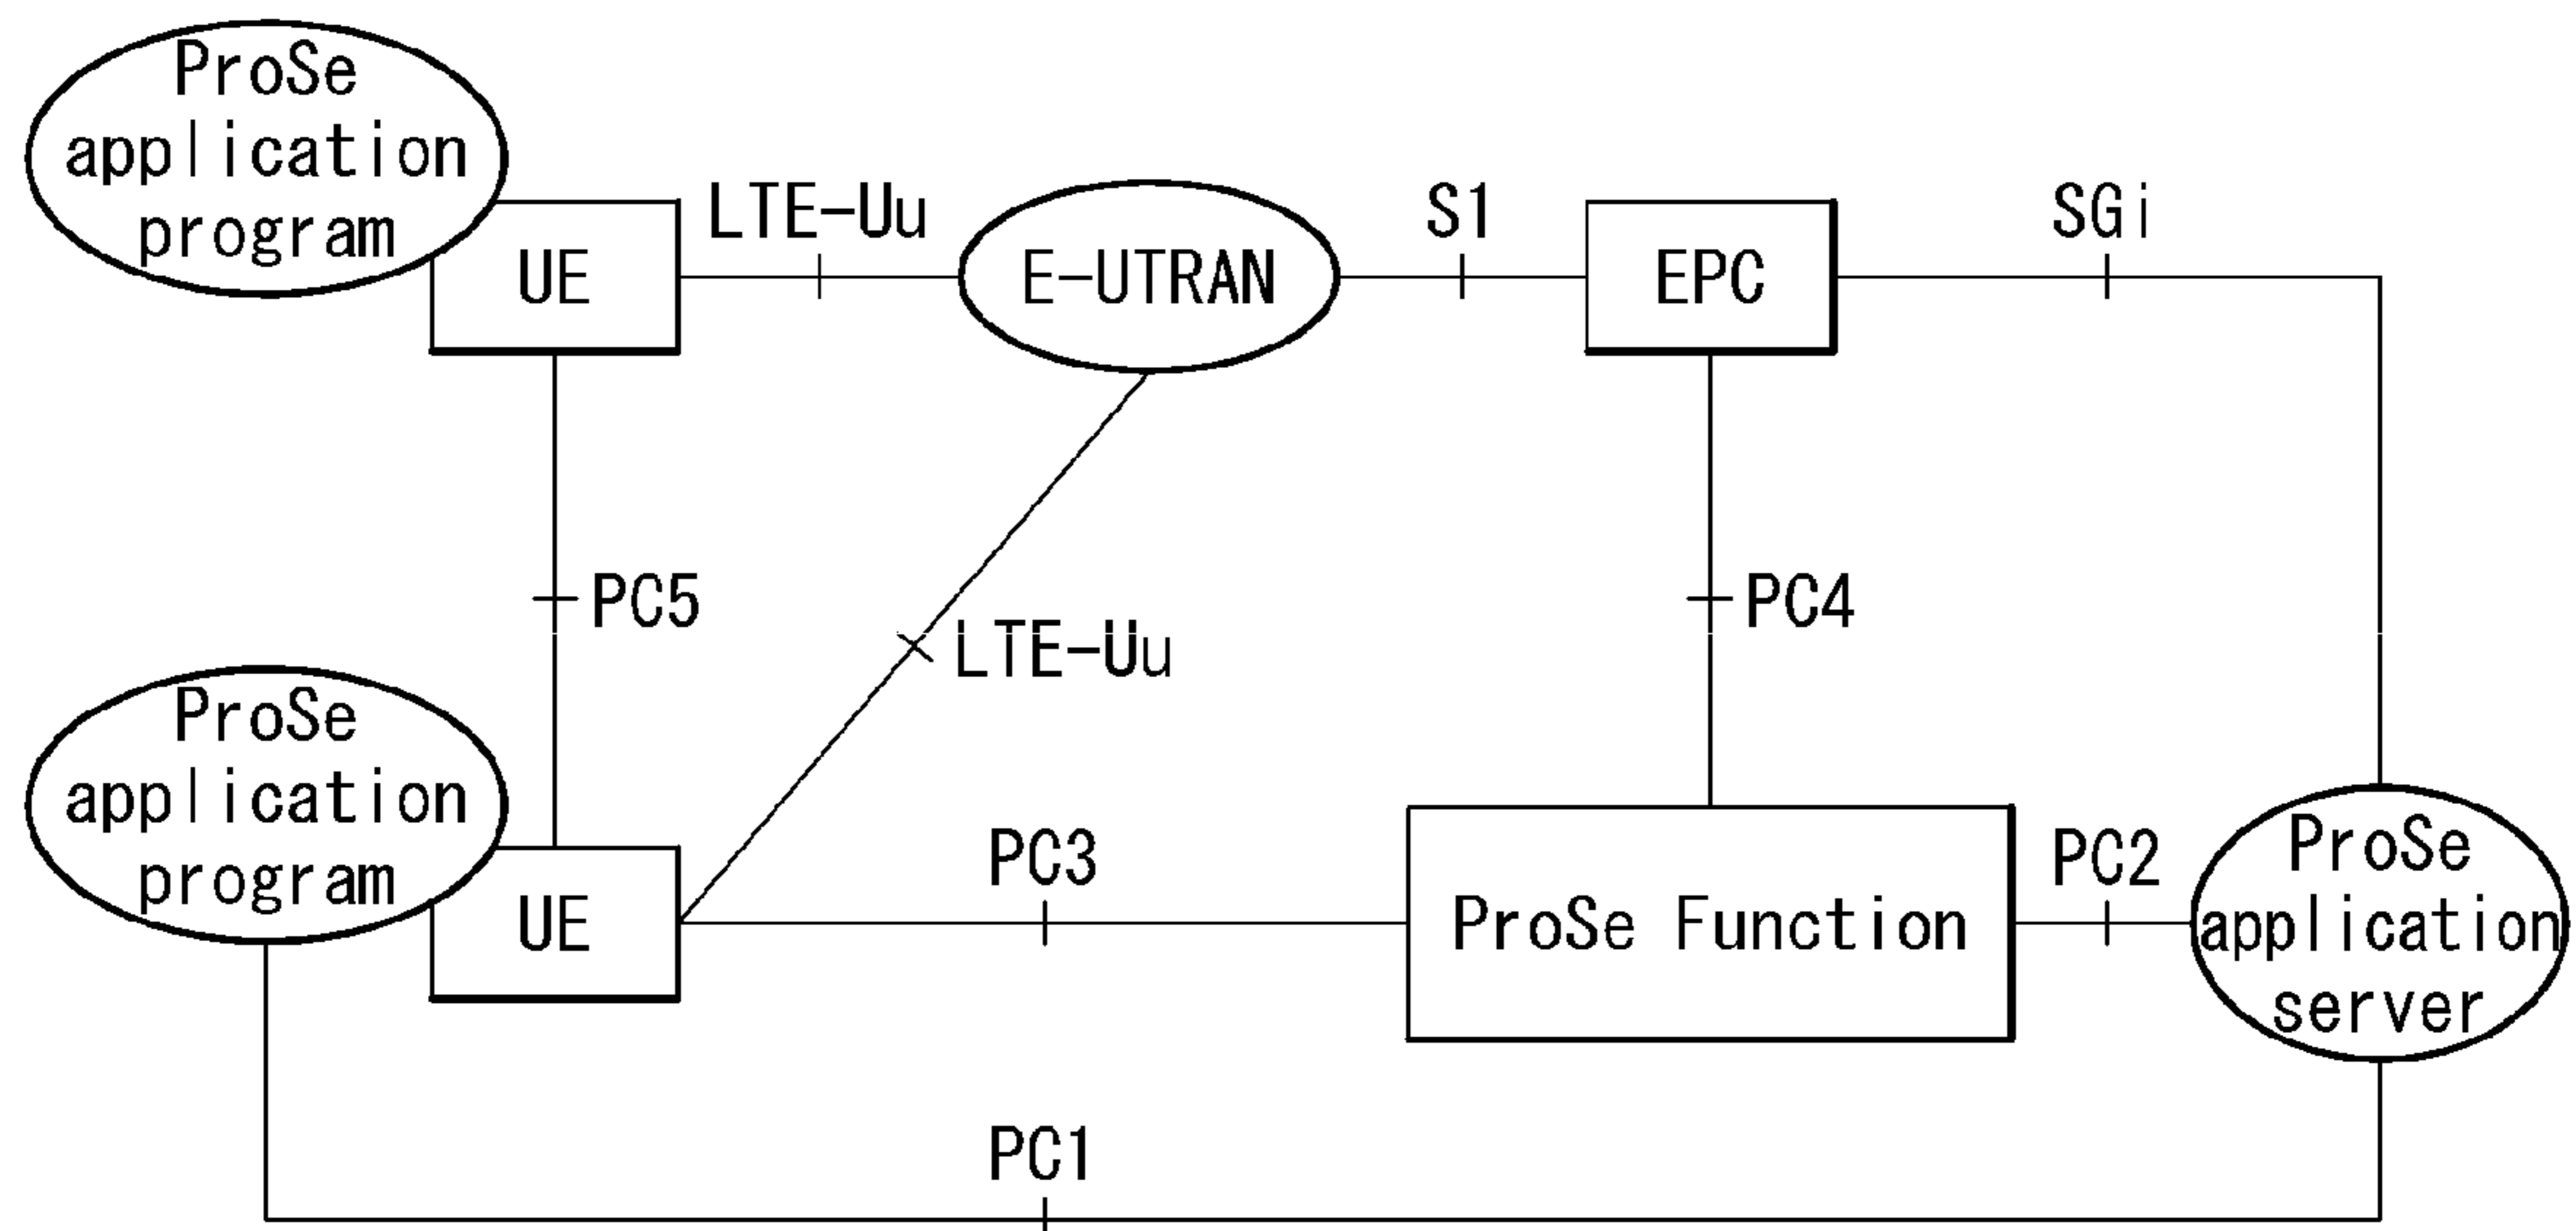 ProSe
application
program
LTE-Uu
S1
SGi
UE
E-UTRAN
EPC
PC5
PC4
LTE-Uu
ProSe
application
program
PC3
PC2
ProSe
application
server
UE
ProSe Function
PC1